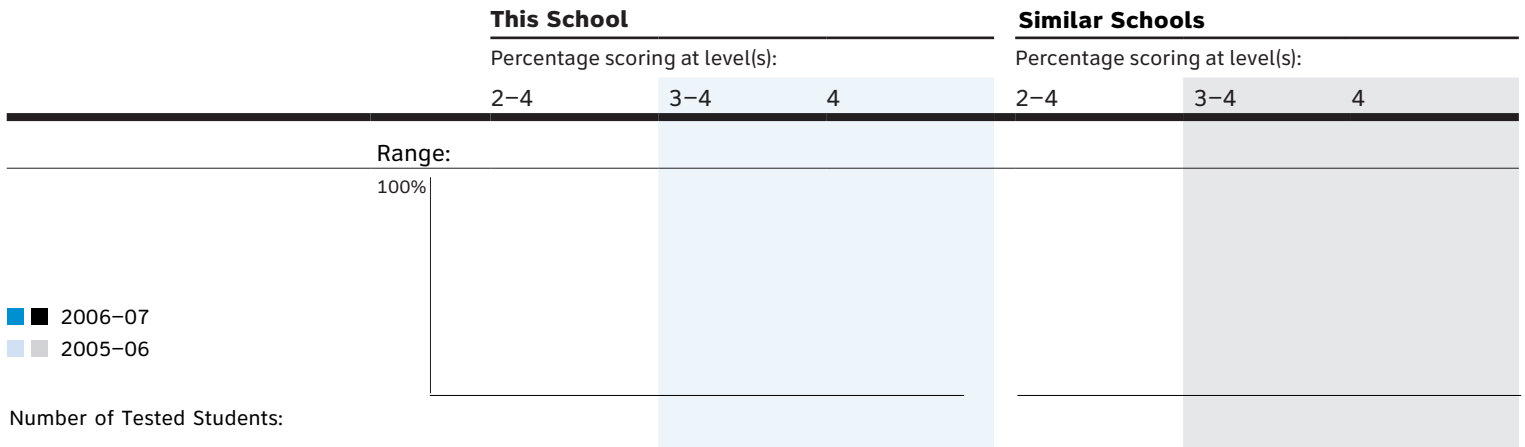 This School Similar Schools
Percentage scoring at level(s): Percentage scoring at level(s):
2–4 3–4 4 2–4 3–4 4
Range:
100%
2006–07
2005–06
Number of Tested Students: